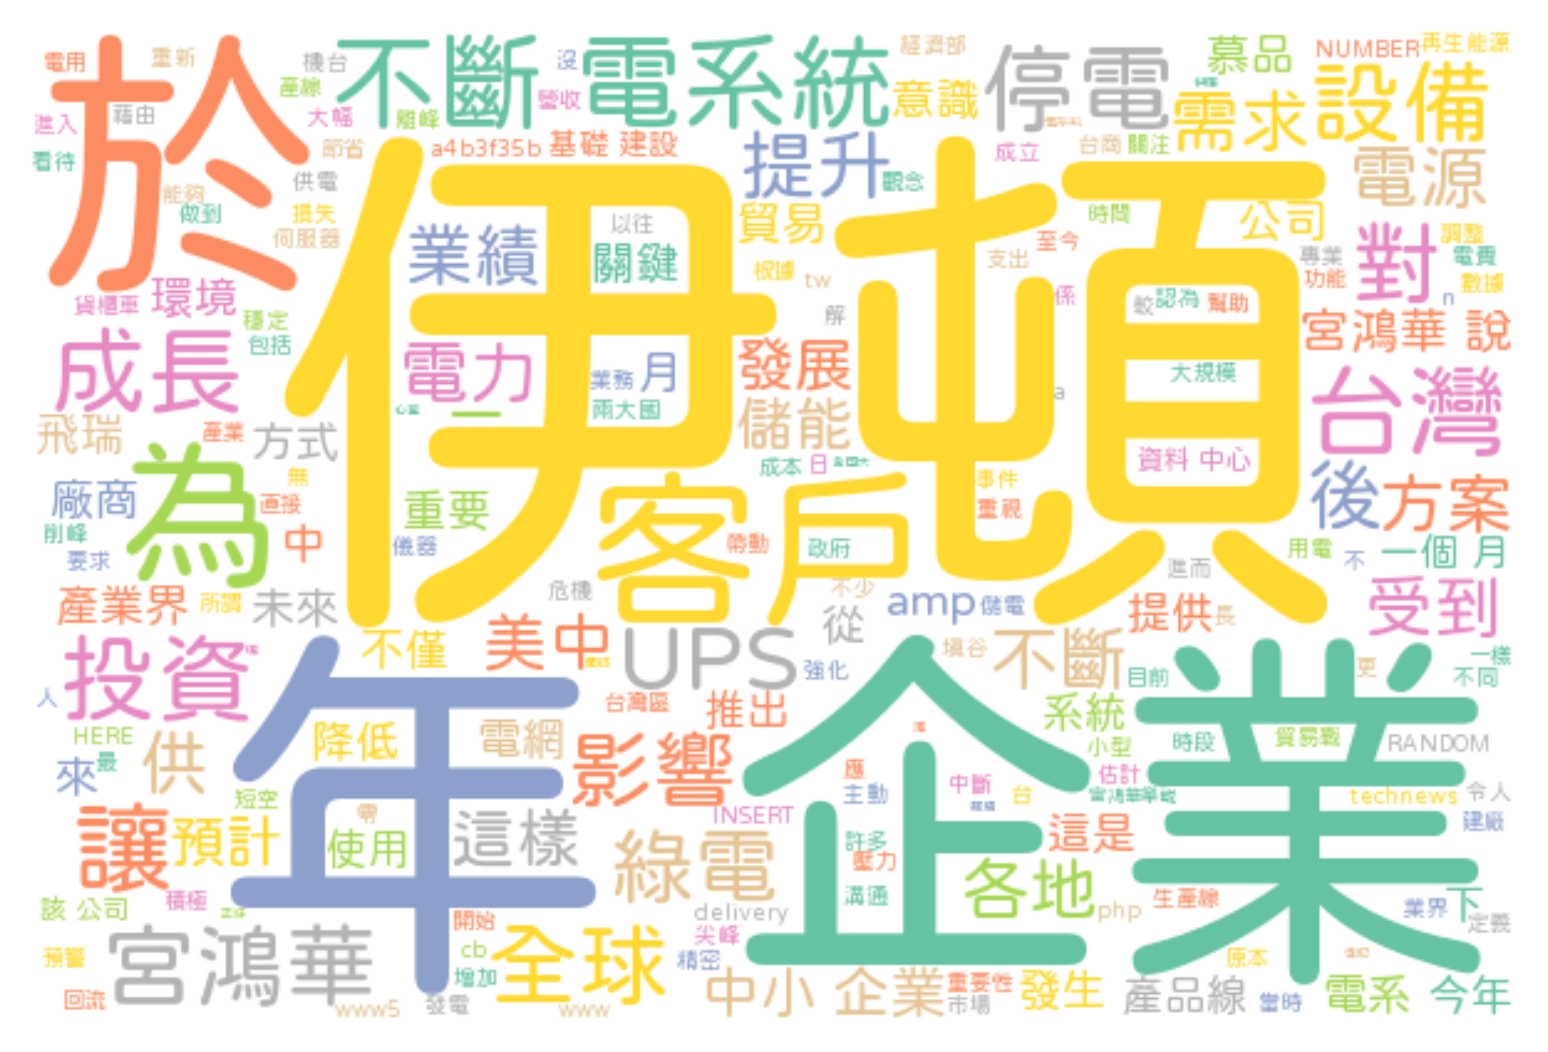 電用
重新
機台
不斷電系統
沒
經濟部
停電
慕品
NUMBER
再生能源
於
產線
營收
意識
需求
設備
進入
藉由
大幅
離峰
a4b3f35b
基礎 建設
提升
成立
台商
關注
電源
看待
節省
供電
觀念
能夠
做到
損失
伺服器
伊頓
業績
以往
關鍵
貿易
時間
公司
對
調整
至今
支出
專業
電費
功能
數據
根據
tw
貨櫃車
環境
穩定
包括
係
較
認為
幫助
n
解
宮鴻華 說
成長
電力
業務
月
發展
大規模
台灣
兩大國
儲能
a
飛瑞
產業
方式
心室
一
資料 中心
成本
日
為
無
事件
後
方案
廠商
直接
重要
客戶
重視
削峰
中
儀器
帶動
政府
用電
不
一個 月
要求
進而
危機
不少
產業界
所謂
未來
amp
儲電
提供
長
受到
從
不僅
美中
UPS
填谷
不斷
投資
強化
目前
更
一樣
不同
人
年
台灣區
推出
企業
系統
HERE
降低
電網
小型
時段
貿易戰
RANDOM
供
影響
來
最
應
主動
中斷
估計
台
technews
令人
短空
零
INSERT
建廠
讓
預計
使用
這樣
許多
壓力
這是
綠電
溝通
各地
生產線
該 公司
積極
delivery
php
業界
下
定義
開始
尖峰
宮鴻華
cb
全球
精密
原本
預警
增加
回流
www5
發電
www
中小 企業
重要性
市場
發生
產品線
當時
電系
今年